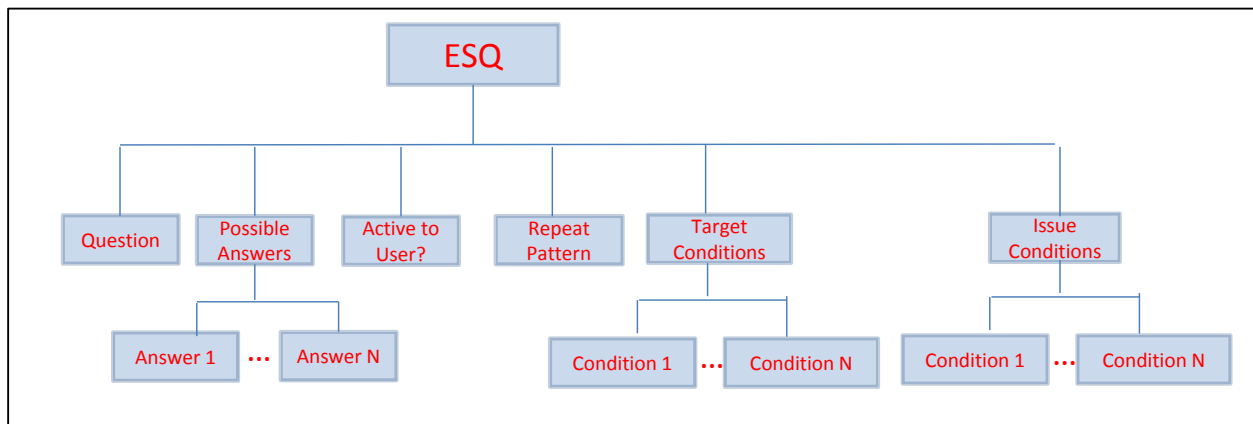 ESQ
Question
Possible
Answers
Active to
User?
Repeat
Pattern
Target
Conditions
Issue
Conditions
Answer 1
...
Answer N
Condition 1
...
Condition N
Condition 1
...
Condition N